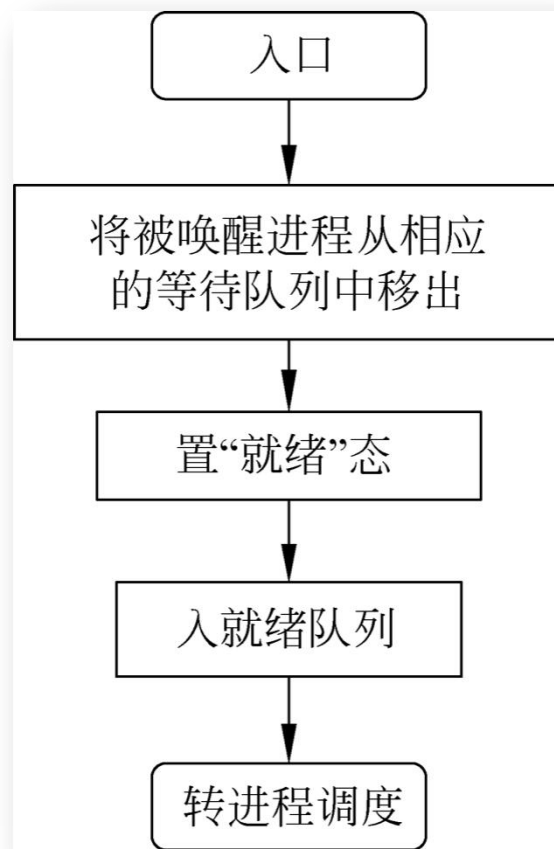 入口
将被唤醒进程从相应
的等待队列中移出
置“就绪”态
入就绪队列
转进程调度